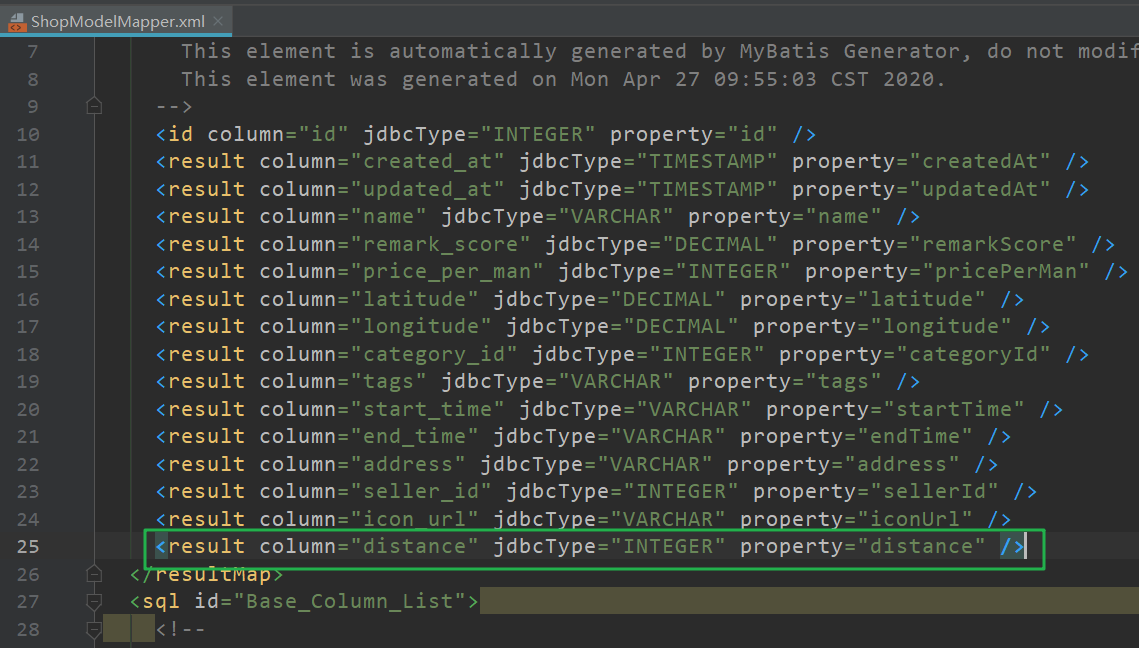 ShopModelMapper.xml
7 This element is automatically generated by MyBatis Generator, do not modif
8 This element was generated on Mon Apr 27 09:55:03 CST 2020.
9 -->
10 <id column="id" jdbcType="INTEGER" property="id" />
11 <result column="created_at" jdbcType="TIMESTAMP" property="createdAt" />
12 <result column="updated_at" jdbcType="TIMESTAMP" property="updatedAt" />
13 <result column="name" jdbcType="VARCHAR" property="name" />
14 <result column="remark_score" jdbcType="DECIMAL" property="remarkScore" />
15 <result column="price_per_man" jdbcType="INTEGER" property="pricePerMan" />
16 <result column="latitude" jdbcType="DECIMAL" property="latitude" />
17 <result column="longitude" jdbcType="DECIMAL" property="longitude" />
18 <result column="category_id" jdbcType="INTEGER" property="categoryId" />
19 <result column="tags" jdbcType="VARCHAR" property="tags" />
20 <result column="start_time" jdbcType="VARCHAR" property="startTime" />
21 <result column="end_time" jdbcType="VARCHAR" property="endTime" />
22 <result column="address" jdbcType="VARCHAR" property="address" />
23 <result column="seller_id" jdbcType="INTEGER" property="sellerId" />
24 <result column="icon_url" jdbcType="VARCHAR" property="iconUrl" />
25 <result column="distance" jdbcType="INTEGER" property="distance" />
26 </resultMap>
27 <sql id="Base_Column_List">
28 <!--